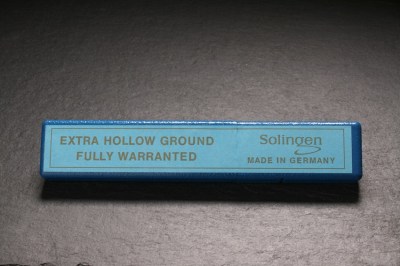 EXTRA HOLLOW GROUND
FULLY WARRANTED
Solingen
MADE IN GERMANY